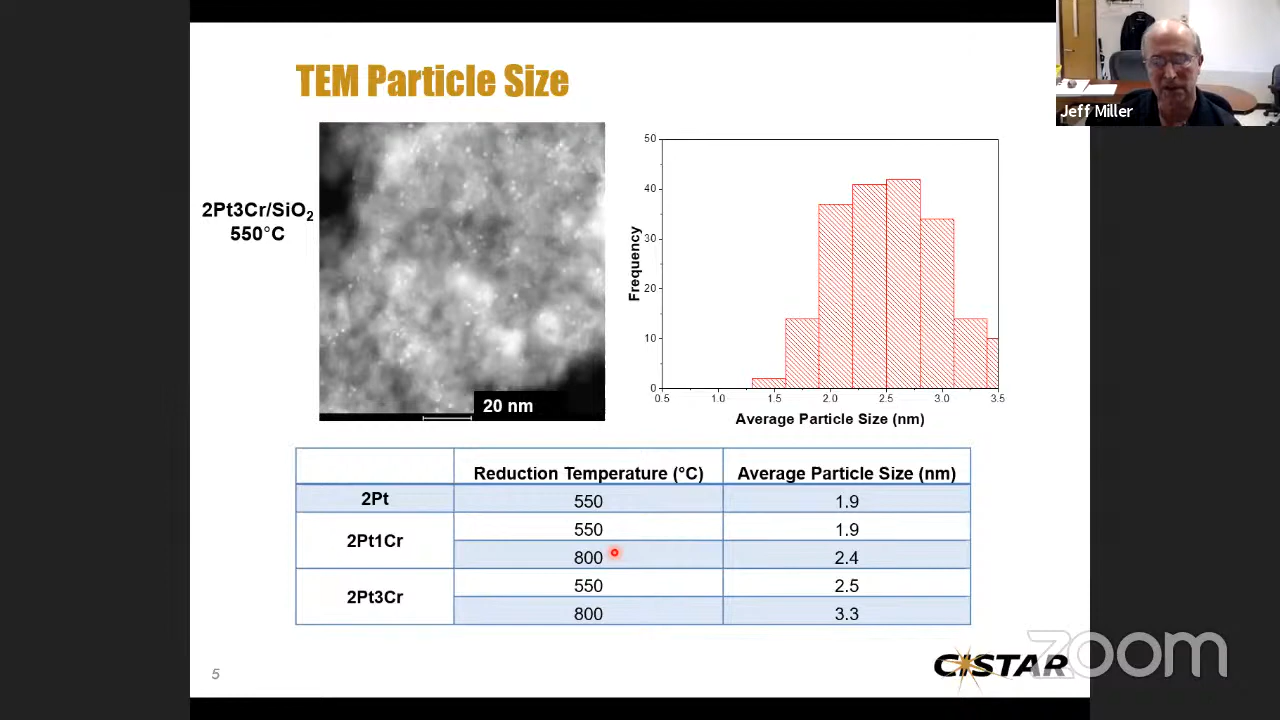 TEM Particle Size
Jeff Miller
2Pt3Cr/SiO₂
550°C
20 nm
50
40
30
20
10
0
Frequency
0.5 1.0 1.5 2.0 2.5 3.0 3.5
Average Particle Size (nm)
Reduction Temperature (°C) Average Particle Size (nm)
2Pt 550 1.9
2Pt1Cr 550 1.9
800 2.4
2Pt3Cr 550 2.5
800 3.3
5
CISTAR
zoom